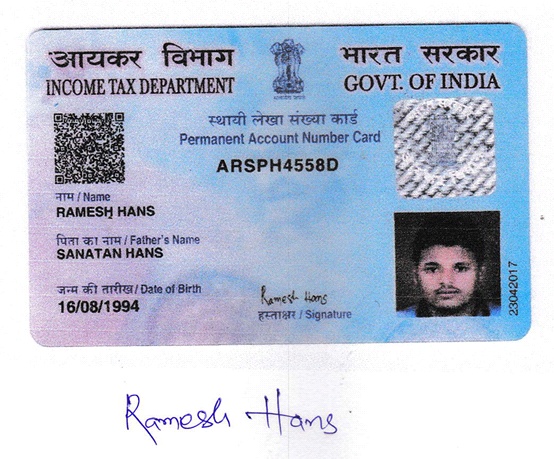 आयकर विभाग
INCOME TAX DEPARTMENT
भारत सरकार
GOVT. OF INDIA
स्थायी लेखा संख्या कार्ड
Permanent Account Number Card
ARSPH4558D
नाम / Name
RAMESH HANS
पिता का नाम / Father's Name
SANATAN HANS
जन्म की तारीख / Date of Birth
16/08/1994
Ramesh Hans
हस्ताक्षर / Signature
23042017
Ramesh Hans